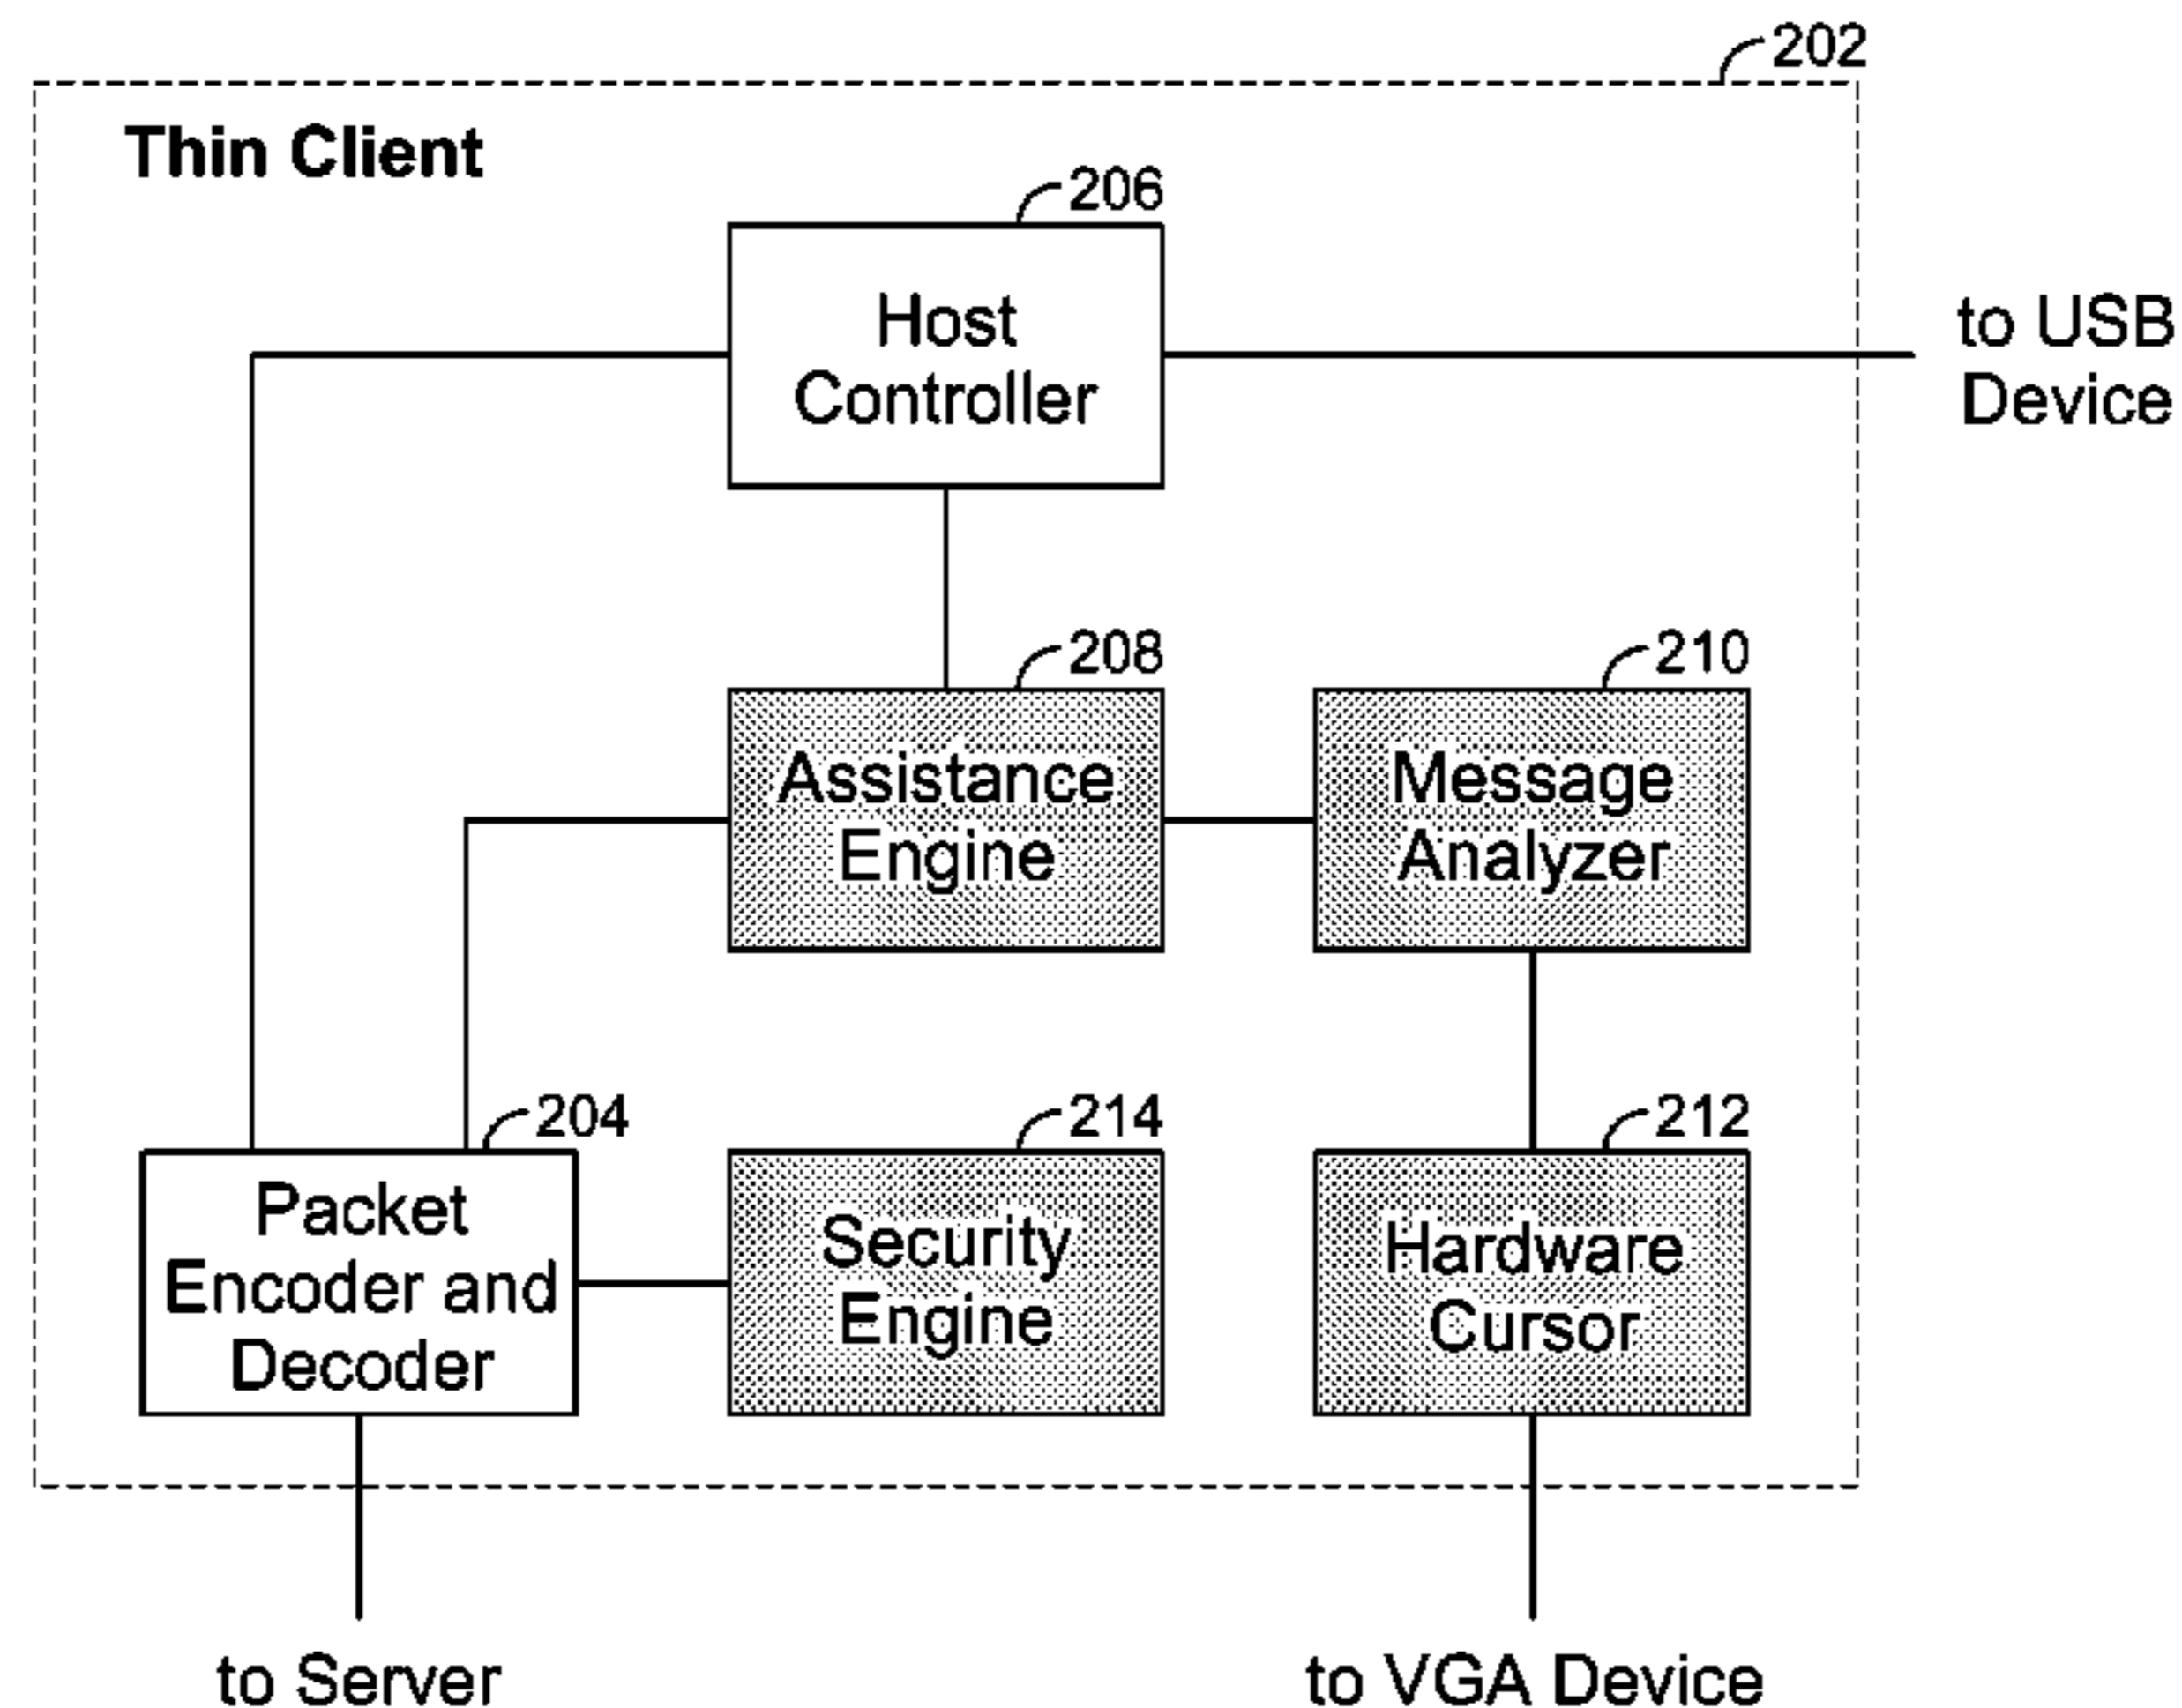 202
Thin Client
206
Host
Controller
to USB
Device
208
Assistance
Engine
210
Message
Analyzer
204
Packet
Encoder and
Decoder
214
Security
Engine
212
Hardware
Cursor
to Server
to VGA Device